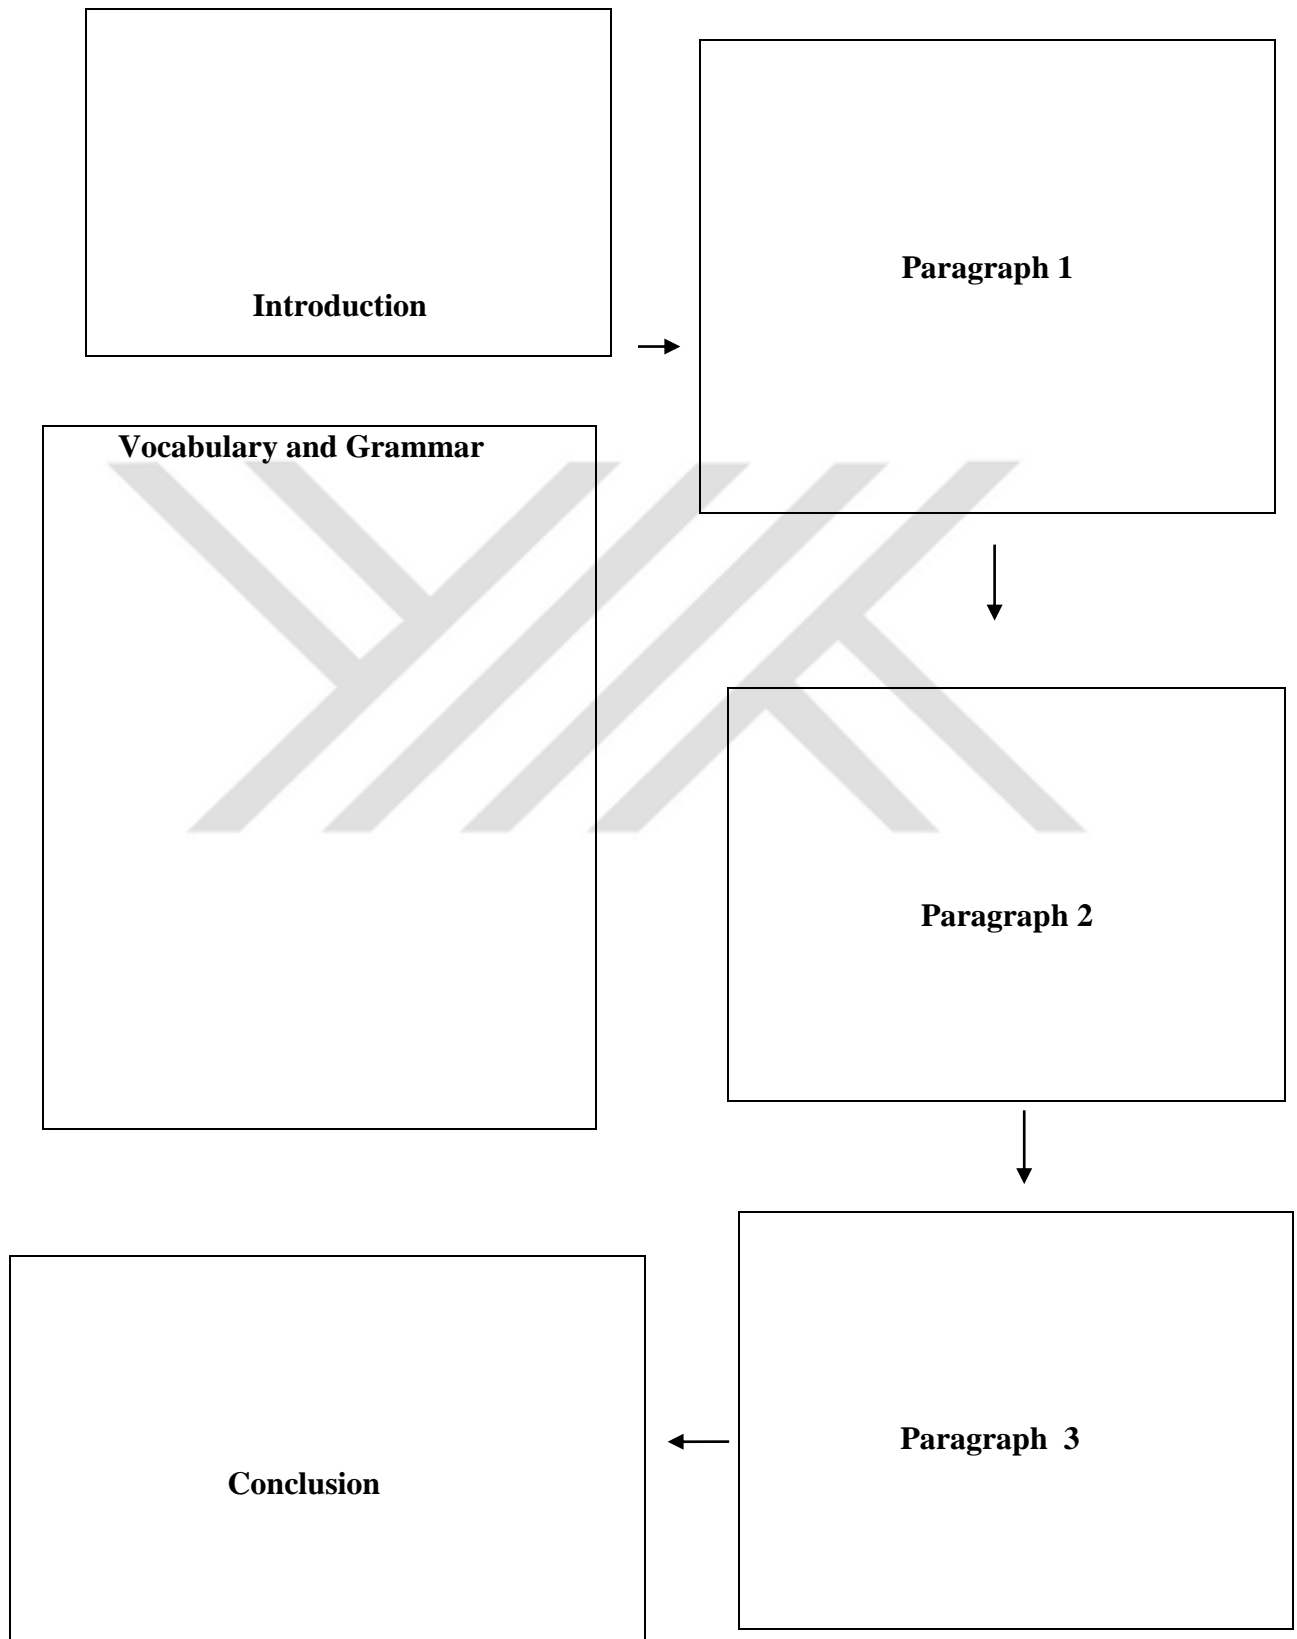 Introduction
Paragraph 1
Vocabulary and Grammar
Paragraph 2
Paragraph  3
Conclusion